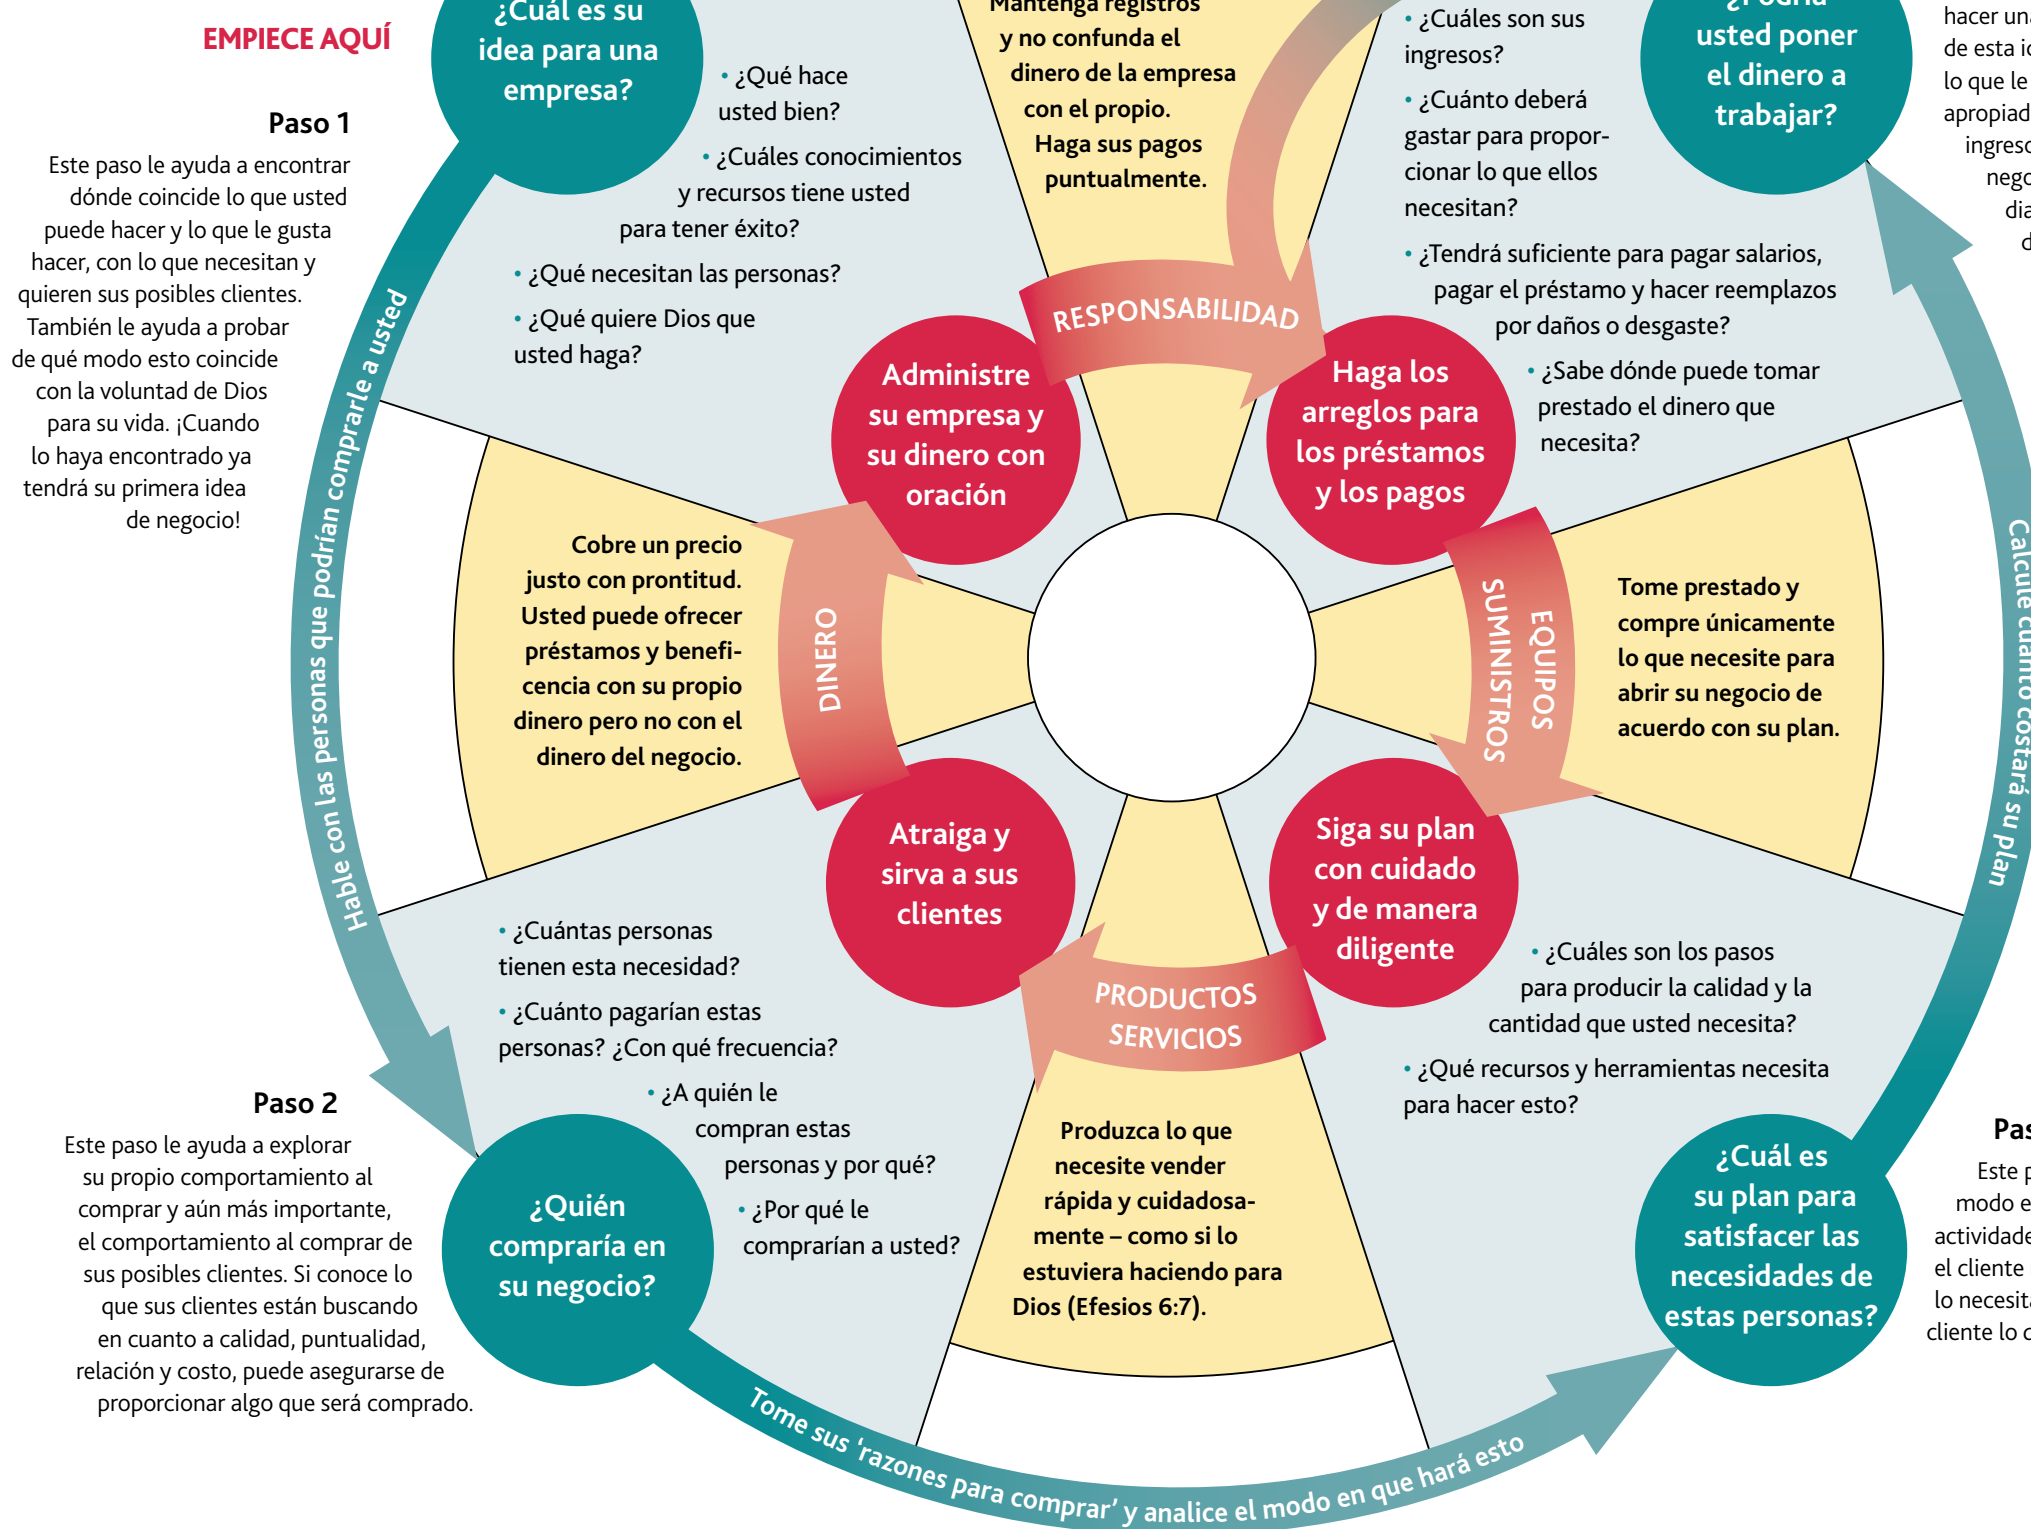 EMPIECE AQUÍ
Paso 1
Este paso le ayuda a encontrar
dónde coincide lo que usted
puede hacer y lo que le gusta
hacer, con lo que necesitan y
quieren sus posibles clientes.
También le ayuda a probar
de qué modo esto coincide
con la voluntad de Dios
para su vida. ¡Cuando
lo haya encontrado ya
tendrá su primera idea
de negocio!
¿Cuál es su
idea para una
empresa?
• ¿Qué hace
usted bien?
• ¿Cuáles conocimientos
y recursos tiene usted
para tener éxito?
• ¿Qué necesitan las personas?
• ¿Qué quiere Dios que
usted haga?
Mantenga registros
y no confunda el
dinero de la empresa
con el propio.
Haga sus pagos
puntualmente.
• ¿Cuáles son sus
ingresos?
• ¿Cuánto deberá
gastar para propor-
cionar lo que ellos
necesitan?
• ¿Tendrá suficiente para pagar salarios,
pagar el préstamo y hacer reemplazos
por daños o desgaste?
• ¿Sabe dónde puede tomar
prestado el dinero que
necesita?
¿Podría
usted poner
el dinero a
trabajar?
hacer una
de esta
lo que le
Habla con las personas que podrían comprarle a usted
RESPONSABILIDAD
Administre
su empresa y
su dinero con
oración
Haga los
arreglos para
los préstamos
y los pagos
Cobre un precio
justo con prontitud.
Usted puede ofrecer
préstamos y benefi-
cencia con su propio
dinero pero no con el
dinero del negocio.
DINERO
EQUIPOS
SUMINISTROS
Tome prestado y
compre únicamente
lo que necesite para
abrir su negocio de
acuerdo con su plan.
Calcule cuánto costará su plan
Atraiga y
sirva a sus
clientes
Siga su plan
con cuidado
y de manera
diligente
PRODUCTOS
SERVICIOS
• ¿Cuántas personas
tienen esta necesidad?
• ¿Cuánto pagarían estas
personas? ¿Con qué frecuencia?
• ¿A quién le
compran estas
personas y por qué?
• ¿Por qué le
comprarían a usted?
• ¿Cuáles son los pasos
para producir la calidad y la
cantidad que usted necesita?
• ¿Qué recursos y herramientas necesita
para hacer esto?
Produzca lo que
necesite vender
rápida y cuidadosa-
mente – como si lo
estuviera haciendo para
Dios (Efesios 6:7).
Paso 2
Este paso le ayuda a explorar
su propio comportamiento al
comprar y aún más importante,
el comportamiento al comprar de
sus posibles clientes. Si conoce lo
que sus clientes están buscando
en cuanto a calidad, puntualidad,
relación y costo, puede asegurarse de
proporcionar algo que será comprado.
¿Quién
compraría en
su negocio?
¿Cuál es
su plan para
satisfacer las
necesidades de
estas personas?
Este
modo
el cliente
cliente lo
Tome sus ‘razones para comprar’ y analice el modo en que hará esto